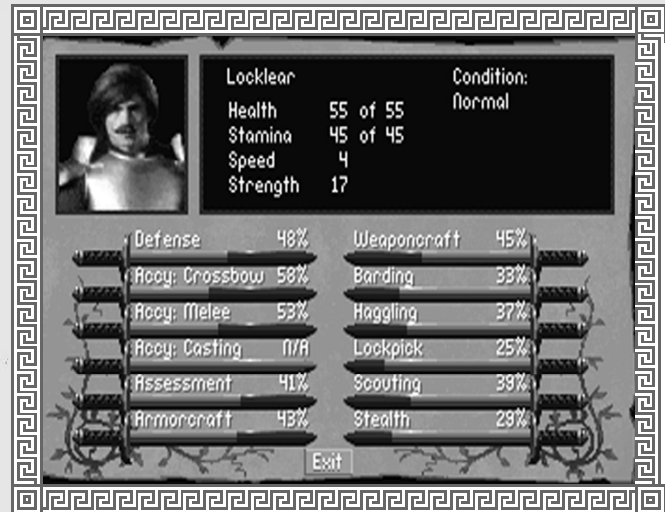 Locklear
Condition:
Normal
Health 55 of 55
Stamina 45 of 45
Speed 4
Strength 17
Defense 48%
Accy: Crossbow 58%
Accy: Melee 53%
Accy: Casting N/A
Assessment 41%
Armorcraft 43%
Weaponcraft 45%
Barding 33%
Haggling 37%
Lockpick 25%
Scouting 39%
Stealth 29%
Exit